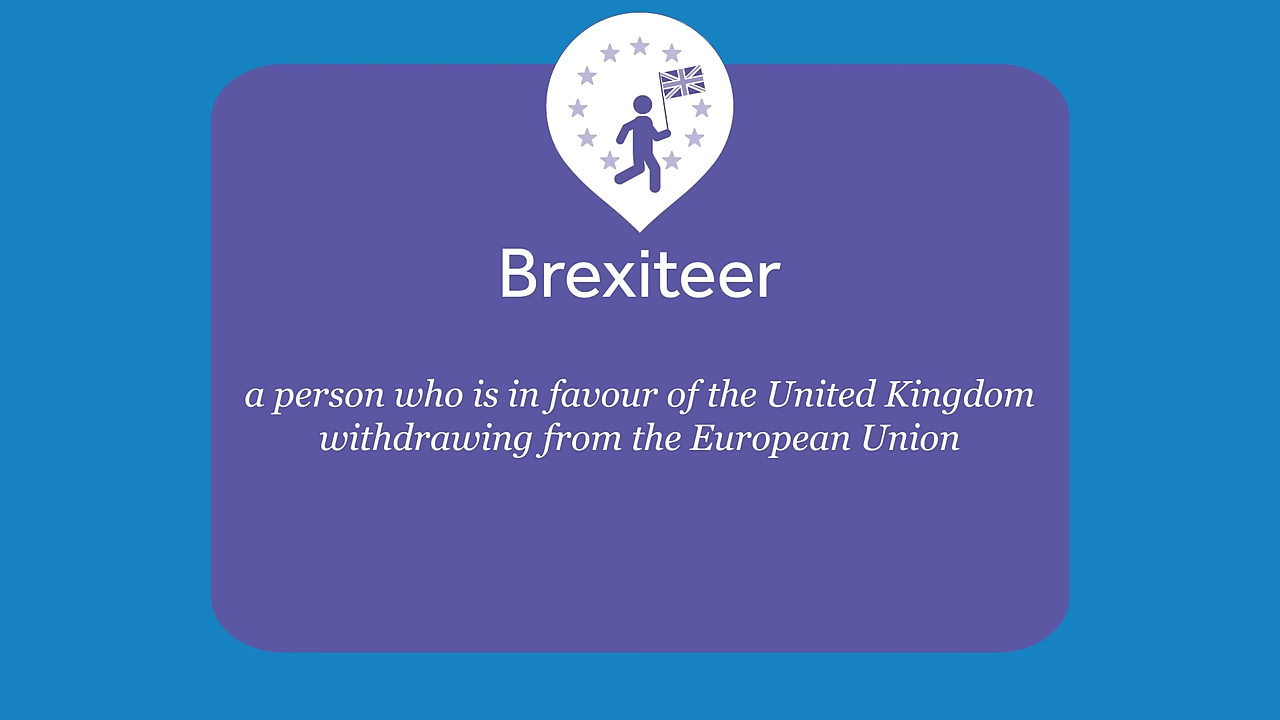 Brexiteer
a person who is in favour of the United Kingdom
withdrawing from the European Union